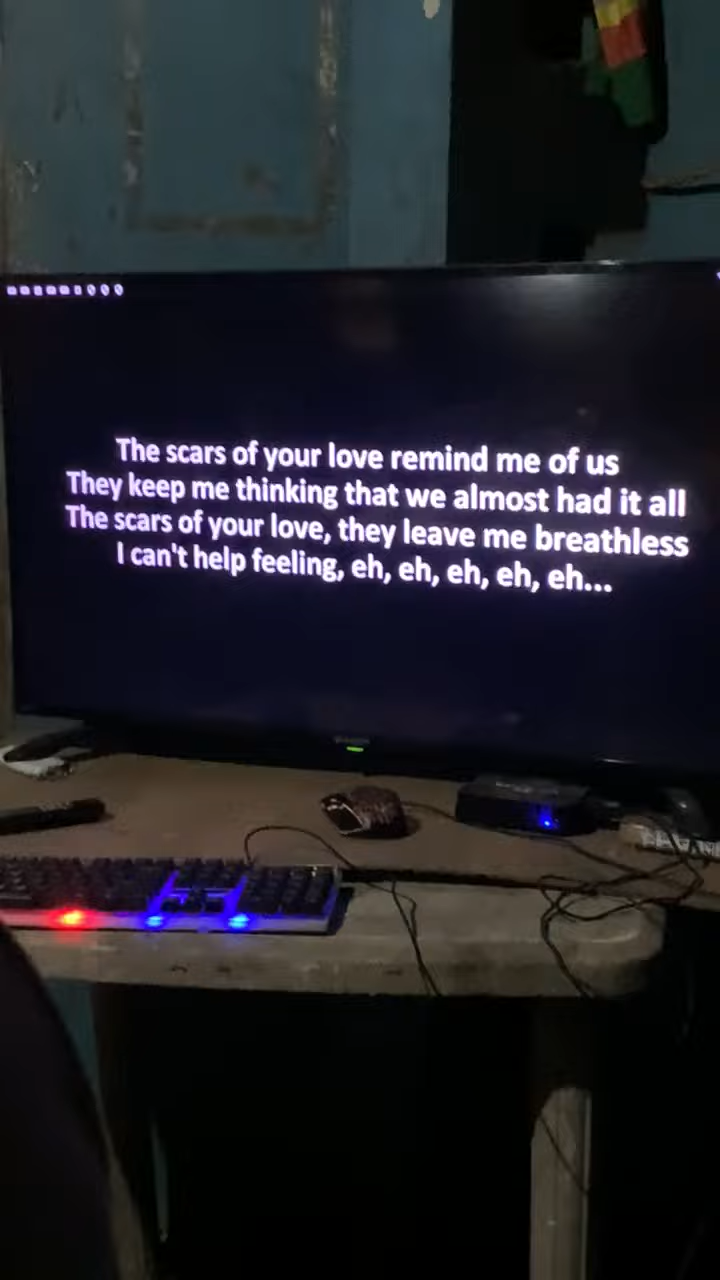 The scars of your love remind me of us
They keep me thinking that we almost had it all
The scars of your love, they leave me breathless
I can't help feeling, eh, eh, eh, eh, eh...